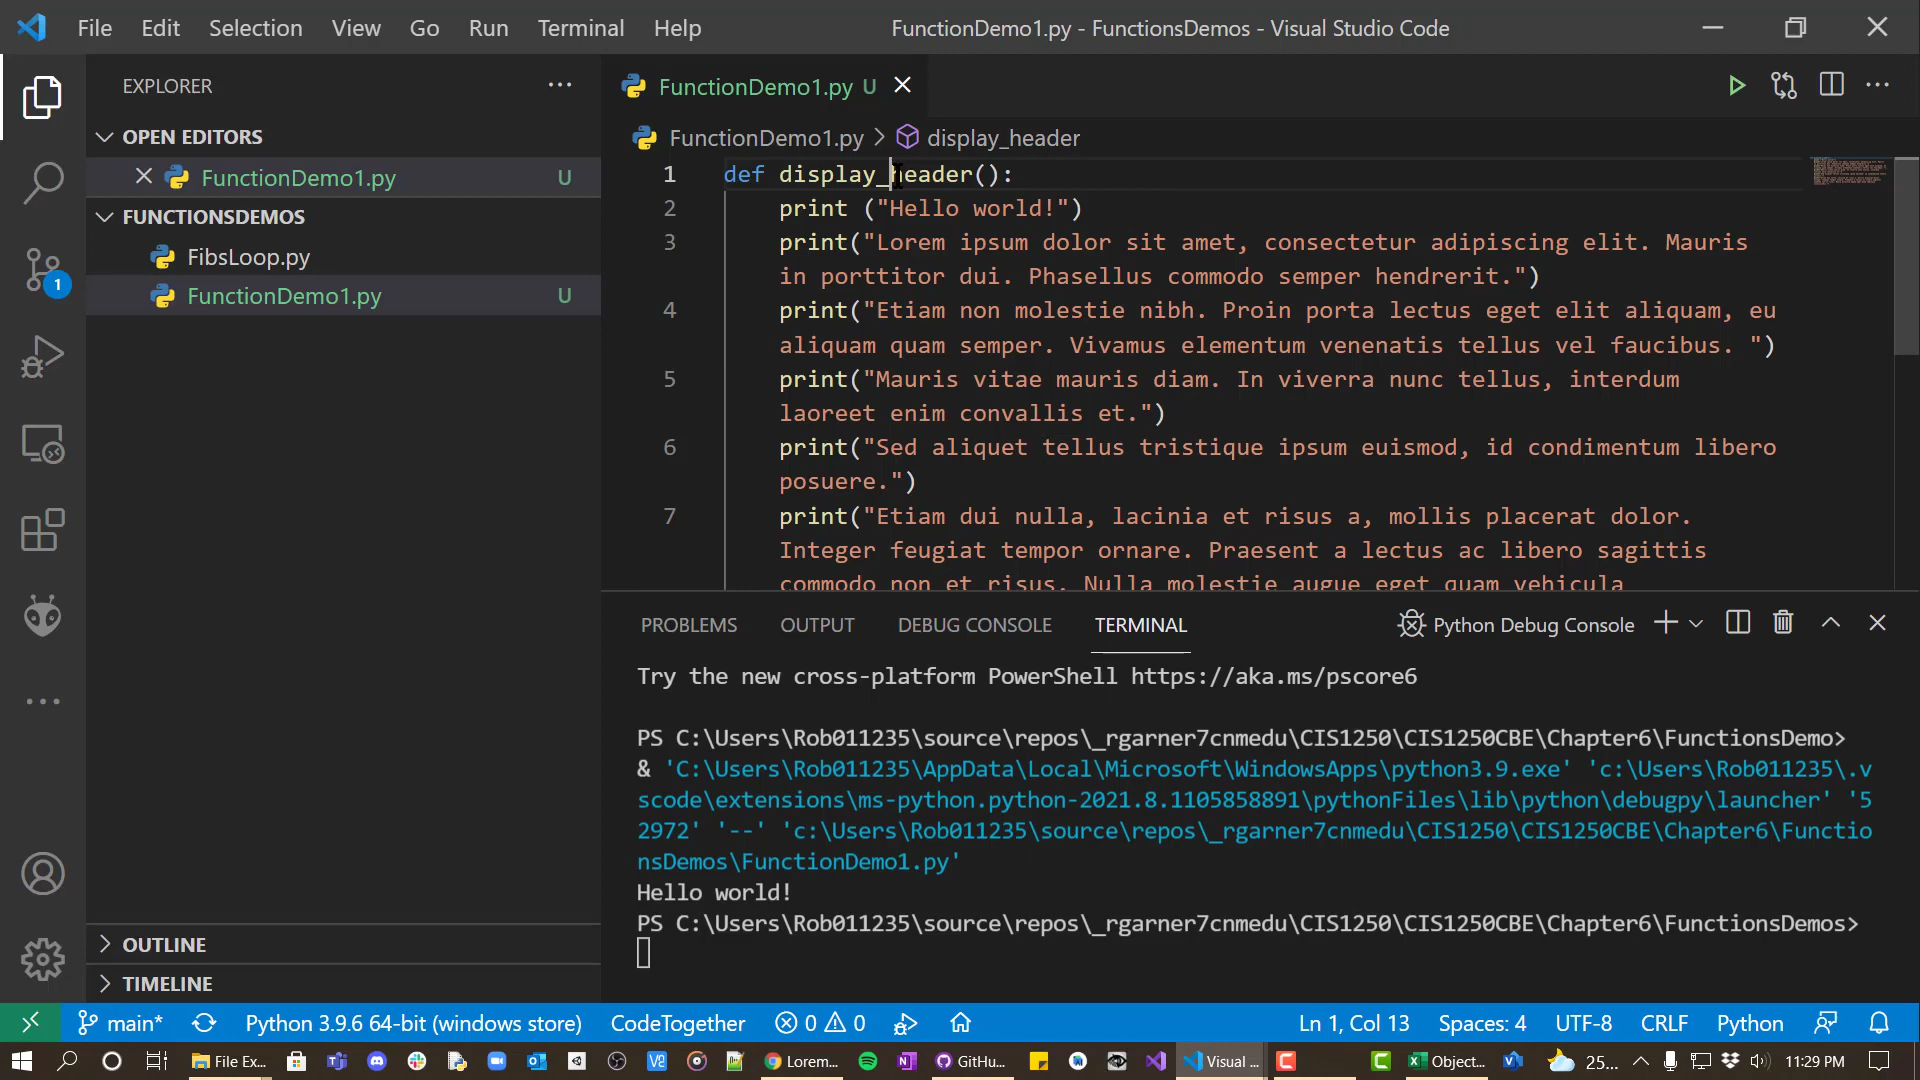 File Edit Selection View Go Run Terminal Help
FunctionDemo1.py - FunctionsDemos - Visual Studio Code
EXPLORER
OPEN EDITORS
FunctionDemo1.py U
FUNCTIONSDEMOS
FibsLoop.py
FunctionDemo1.py U
OUTLINE
TIMELINE
1
FunctionDemo1.py U
FunctionDemo1.py > display_header
1 def display_header():
2 print ("Hello world!")
3 print("Lorem ipsum dolor sit amet, consectetur adipiscing elit. Mauris
in porttitor dui. Phasellus commodo semper hendrerit.")
4 print("Etiam non molestie nibh. Proin porta lectus eget elit aliquam, eu
aliquam quam semper. Vivamus elementum venenatis tellus vel faucibus. ")
5 print("Mauris vitae mauris diam. In viverra nunc tellus, interdum
laoreet enim convallis et.")
6 print("Sed aliquet tellus tristique ipsum euismod, id condimentum libero
posuere.")
7 print("Etiam dui nulla, lacinia et risus a, mollis placerat dolor.
Integer feugiat tempor ornare. Praesent a lectus ac libero sagittis
commodo non et risus. Nulla molestie augue eget quam vehicula
PROBLEMS OUTPUT DEBUG CONSOLE TERMINAL Python Debug Console
Try the new cross-platform PowerShell https://aka.ms/pscore6
PS C:\Users\Rob011235\source\repos\_rgarner7cnmedu\CIS1250\CIS1250CBE\Chapter6\FunctionsDemo>
& 'C:\Users\Rob011235\AppData\Local\Microsoft\WindowsApps\python3.9.exe' 'c:\Users\Rob011235\.v
scode\extensions\ms-python.python-2021.8.1105858891\pythonFiles\lib\python\debugpy\launcher' '5
2972' '--' 'c:\Users\Rob011235\source\repos\_rgarner7cnmedu\CIS1250\CIS1250CBE\Chapter6\Functio
nsDemos\FunctionDemo1.py'
Hello world!
PS C:\Users\Rob011235\source\repos\_rgarner7cnmedu\CIS1250\CIS1250CBE\Chapter6\FunctionsDemos>
main* Python 3.9.6 64-bit (windows store) CodeTogether 0 0 Ln 1, Col 13 Spaces: 4 UTF-8 CRLF Python
File Ex... Lorem... GitHu... Visual ... Object... 25... 11:29 PM